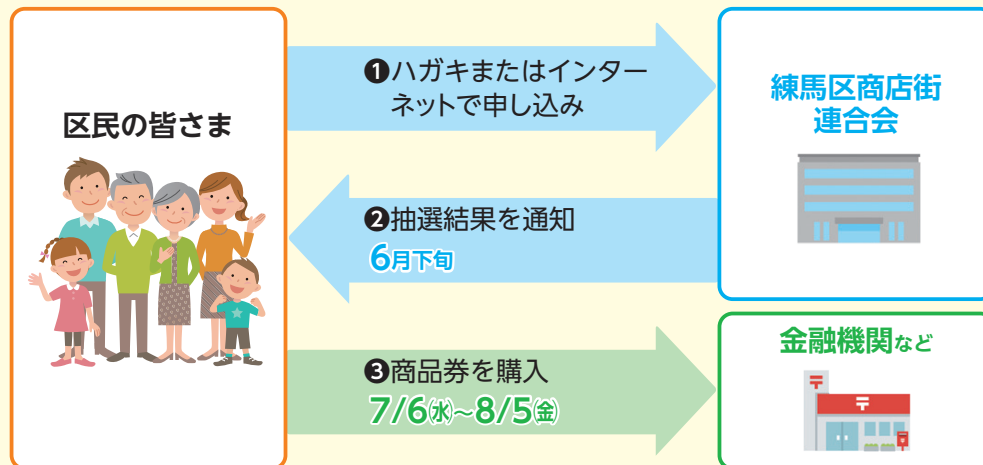 区民の皆さま
❶ハガキまたはインター
ネットで申し込み
練馬区商店街
連合会
❷抽選結果を通知
6月下旬
❸商品券を購入
7/6㈬～8/5㈮
金融機関など